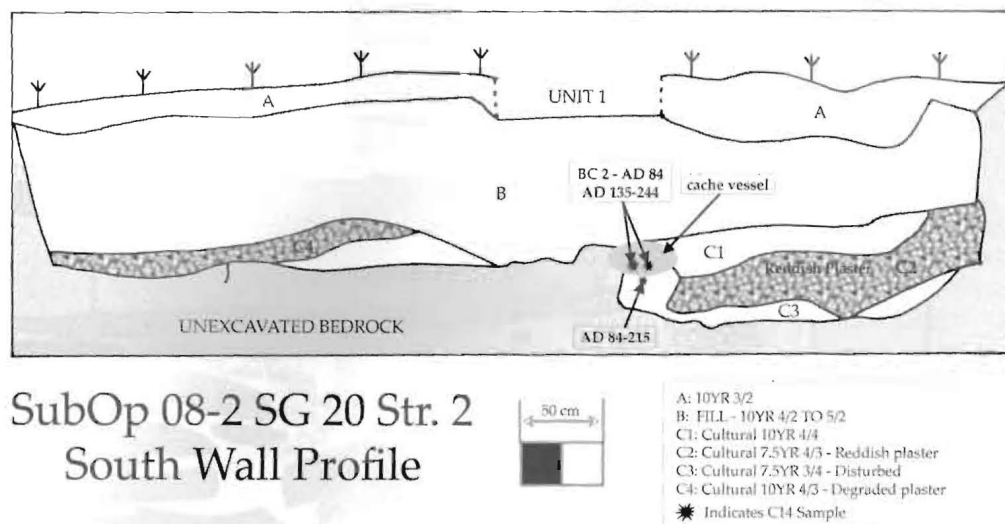 A
UNIT 1
A
BC 2 - AD 84
AD 135-244
cache vessel
B
C4
C1
Reddish Plaster
C2
UNEXCAVATED BEDROCK
C3
AD 84-215
SubOp 08-2 SG 20 Str. 2
South Wall Profile
50 cm
A: 10YR 3/2
B: FILL - 10YR 4/2 TO 5/2
C1: Cultural 10YR 4/4
C2: Cultural 7.5YR 4/3 - Reddish plaster
C3: Cultural 7.5YR 3/4 - Disturbed
C4: Cultural 10YR 4/3 - Degraded plaster
Indicates C14 Sample